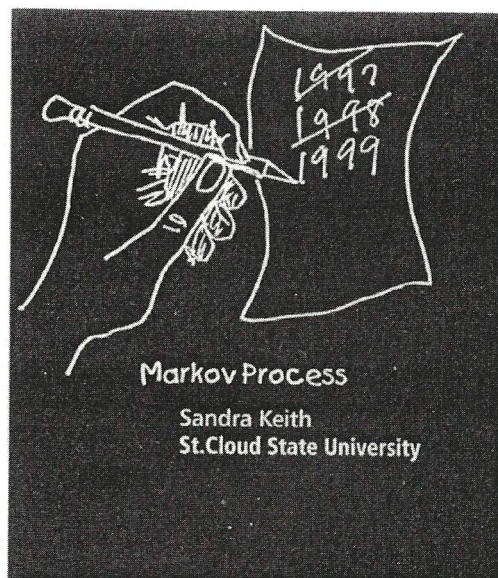 1997
1998
1999
Markov Process
Sandra Keith
St.Cloud State University